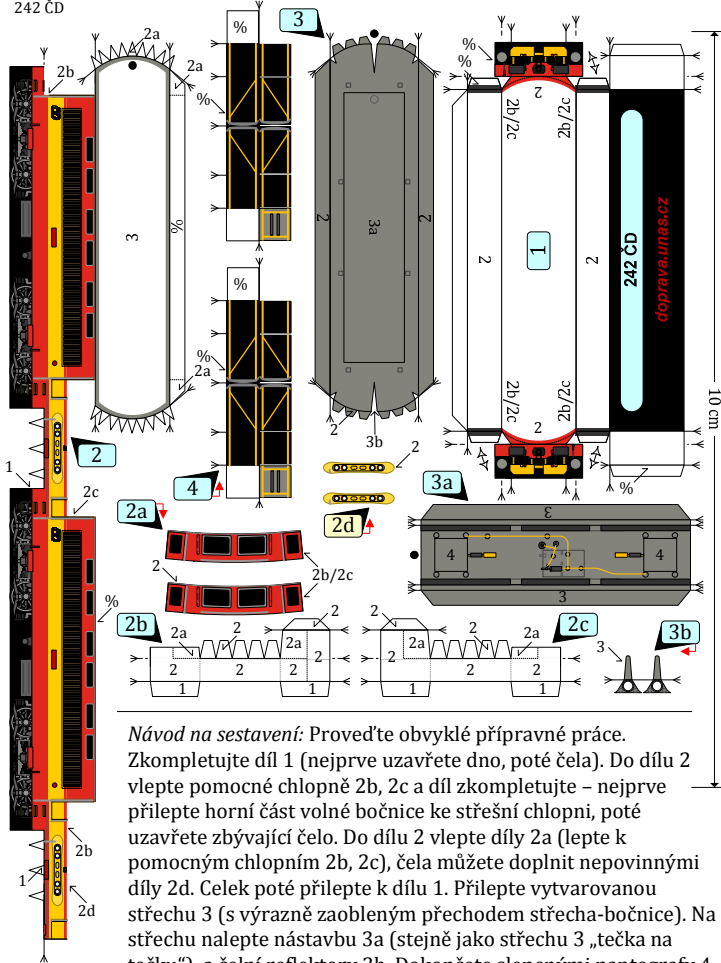 242 ČD
2a
2b
2a
3
%
2a
1
2
2c
%
2b
1
2d
%
%
%
%
4
3
2
2
3a
2
3b
2
2d
3a
%
%
2
2b/2c
2b/2c
2
1
2
2b/2c
2b/2c
2
%
242 ČD
doprava.unas.cz
10 cm
2a
2
2b/2c
3
4
4
3
2b
2a
2
2a
2
2
2
2
1
1
2
2a
2
2a
2c
2
2
2
1
1
3b
3
Návod na sestavení: Proveďte obvyklé přípravné práce.
Zkompletujte díl 1 (nejprve uzavřete dno, poté čela). Do dílu 2
vlepte pomocné chlopně 2b, 2c a díl zkompletujte – nejprve
přilepte horní část volné bočnice ke střešní chlopni, poté
uzavřete zbývající čelo. Do dílu 2 vlepte díly 2a (lepte k
pomocným chlopním 2b, 2c), čela můžete doplnit nepovinnými
díly 2d. Celek poté přilepte k dílu 1. Přilepte vytvarovanou
střechu 3 (s výrazně zaobleným přechodem střecha-bočnice). Na
střechu nalepte nástavbu 3a (stejně jako střechu 3 „tečka na